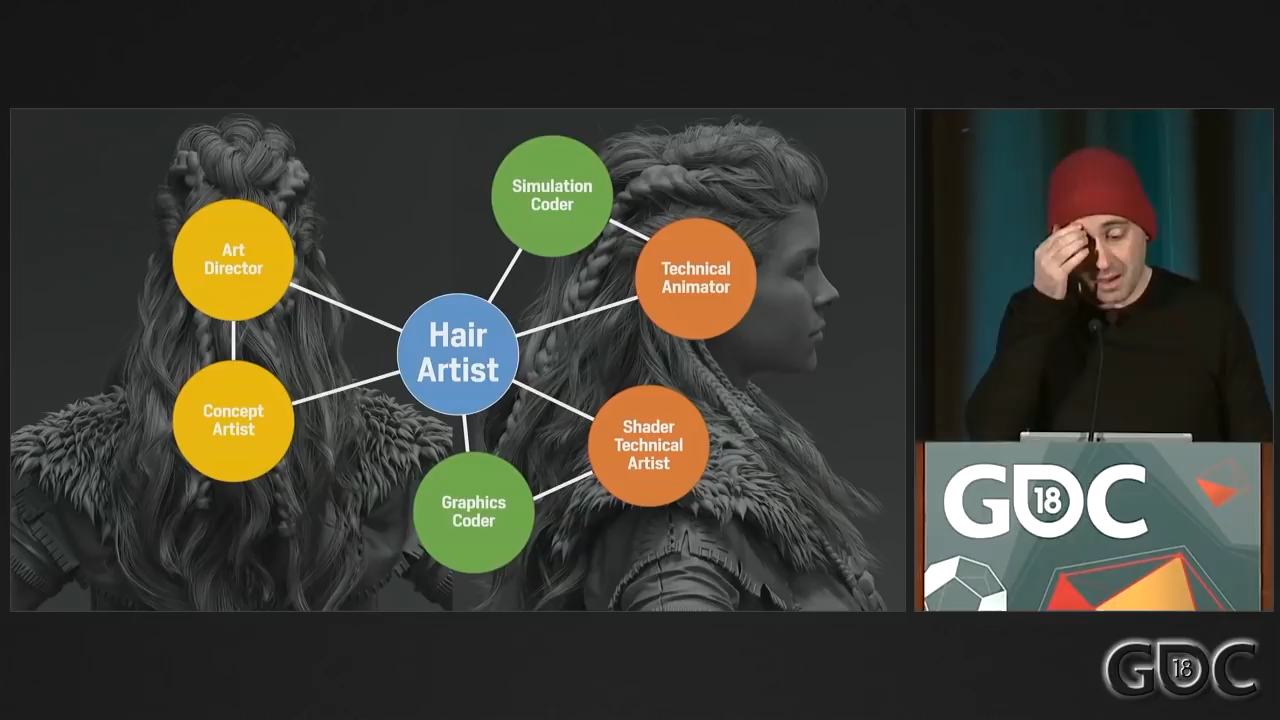 Simulation
Coder
Art
Director
Technical
Animator
Hair
Artist
Concept
Artist
Shader
Technical
Artist
Graphics
Coder
GDC
18
GDC
18